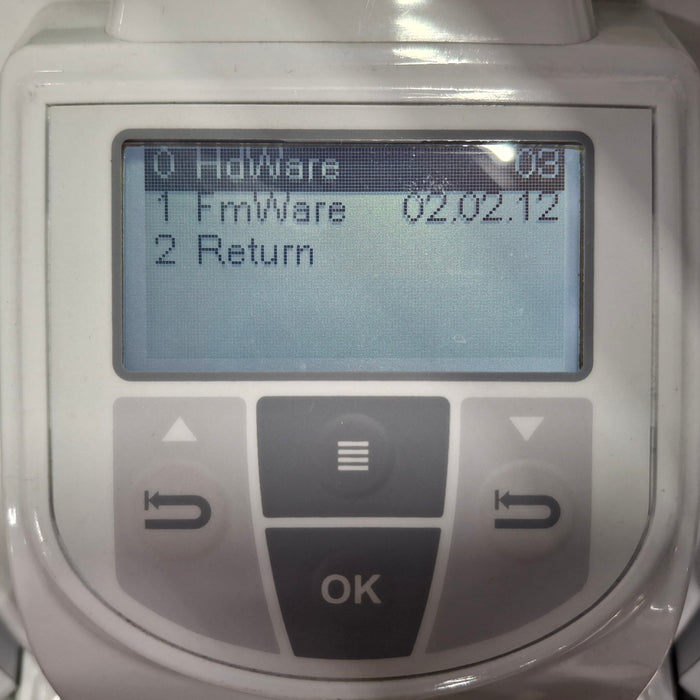 0 HdWare 03
1 FmWare 02.02.12
2 Return
OK